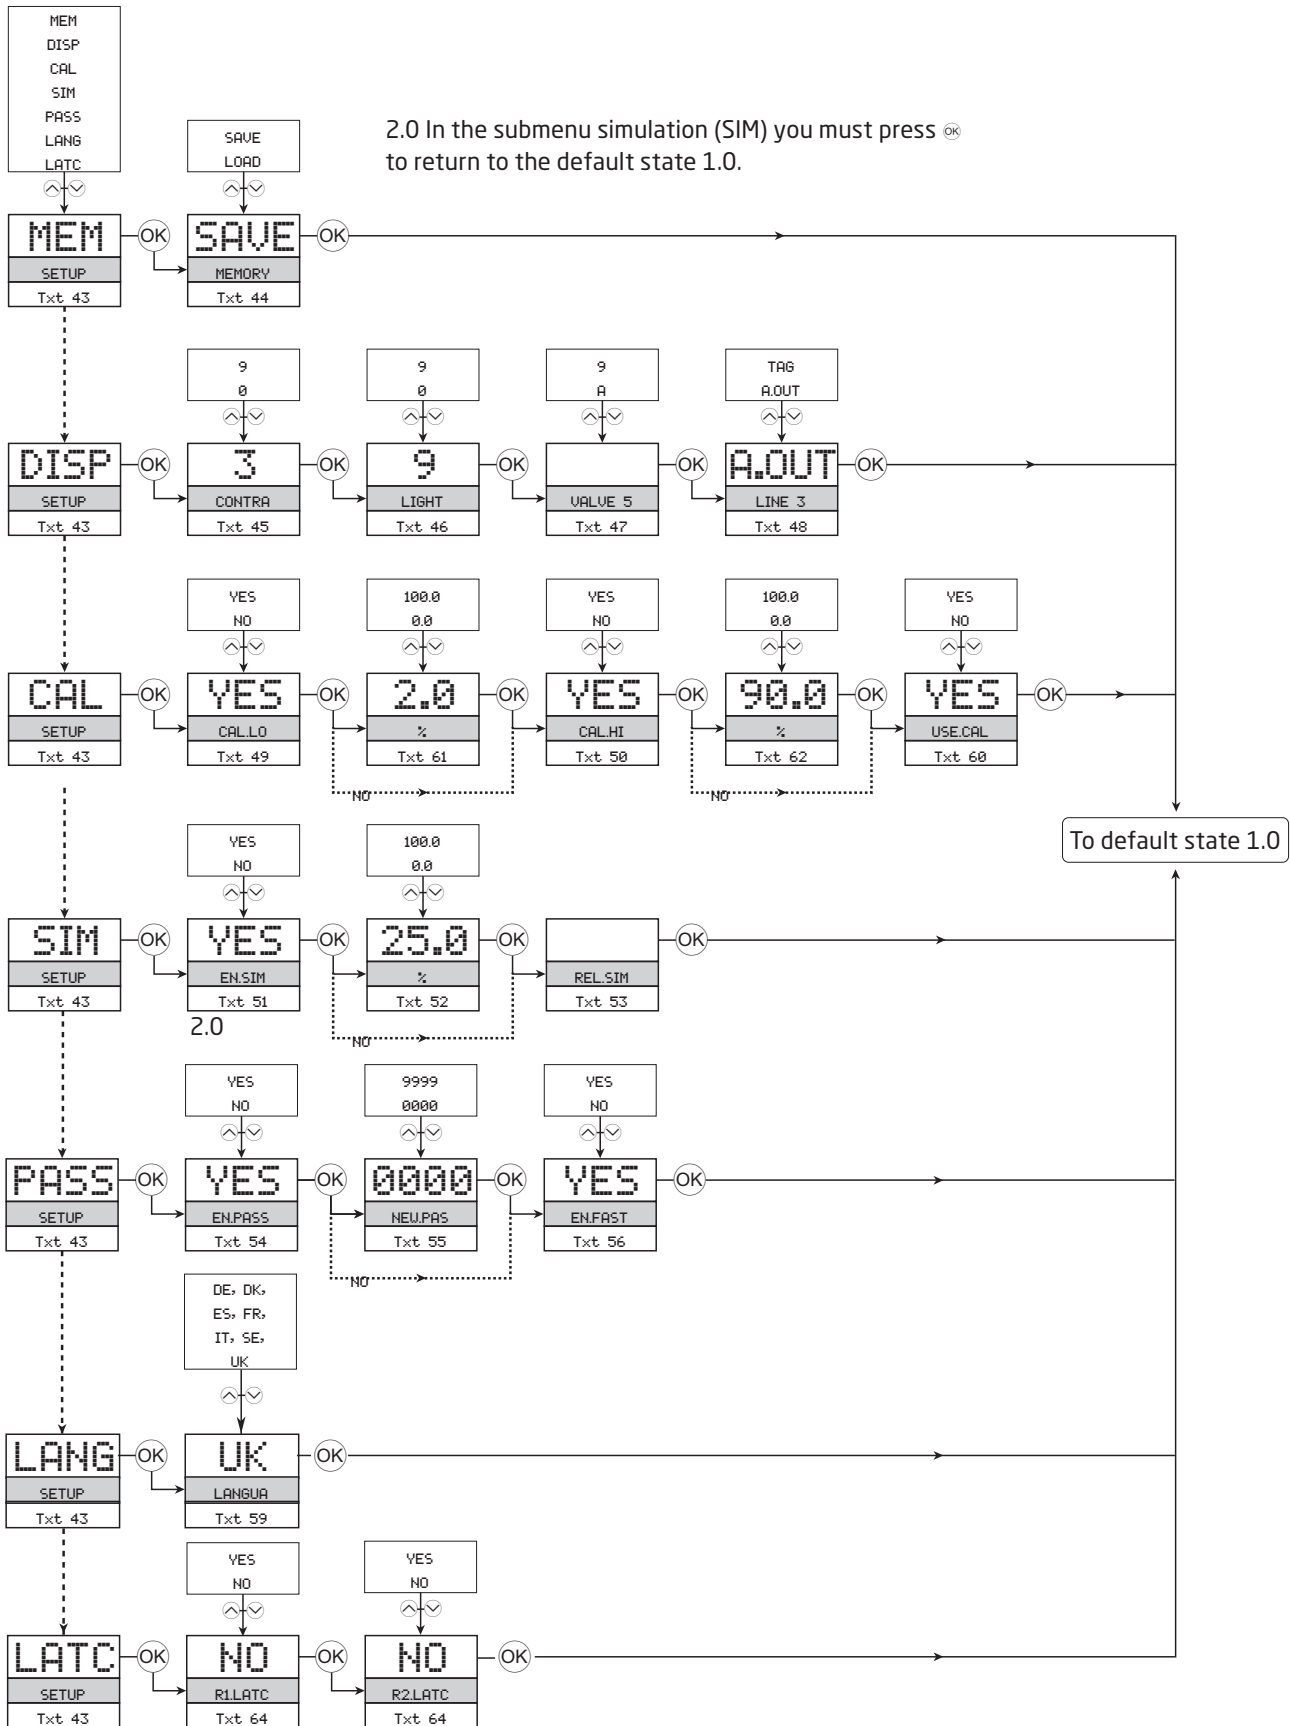 MEM
DISP
CAL
SIM
PASS
LANG
LATC
2.0 In the submenu simulation (SIM) you must press OK
to return to the default state 1.0.
SAVE
LOAD
MEM
SETUP
Txt 43
OK
SAVE
MEMORY
Txt 44
OK
9
0
9
0
9
A
TAG
A.OUT
DISP
SETUP
Txt 43
OK
3
CONTRA
Txt 45
OK
9
LIGHT
Txt 46
OK
VALVE 5
Txt 47
OK
A.OUT
LINE 3
Txt 48
OK
YES
NO
100.0
0.0
YES
NO
100.0
0.0
YES
NO
CAL
SETUP
Txt 43
OK
YES
CAL.LO
Txt 49
OK
2.0
%
Txt 61
OK
YES
CAL.HI
Txt 50
OK
90.0
%
Txt 62
OK
YES
USE.CAL
Txt 60
OK
NO
NO
To default state 1.0
YES
NO
100.0
0.0
SIM
SETUP
Txt 43
OK
YES
EN.SIM
Txt 51
OK
25.0
%
Txt 52
OK
REL.SIM
Txt 53
OK
2.0
NO
YES
NO
9999
0000
YES
NO
PASS
SETUP
Txt 43
OK
YES
EN.PASS
Txt 54
OK
0000
NEW.PAS
Txt 55
OK
YES
EN.FAST
Txt 56
OK
NO
DE, DK,
ES, FR,
IT, SE,
UK
LANG
SETUP
Txt 43
OK
UK
LANGUA
Txt 59
OK
YES
NO
YES
NO
LATC
SETUP
Txt 43
OK
NO
R1.LATC
Txt 64
OK
NO
R2.LATC
Txt 64
OK